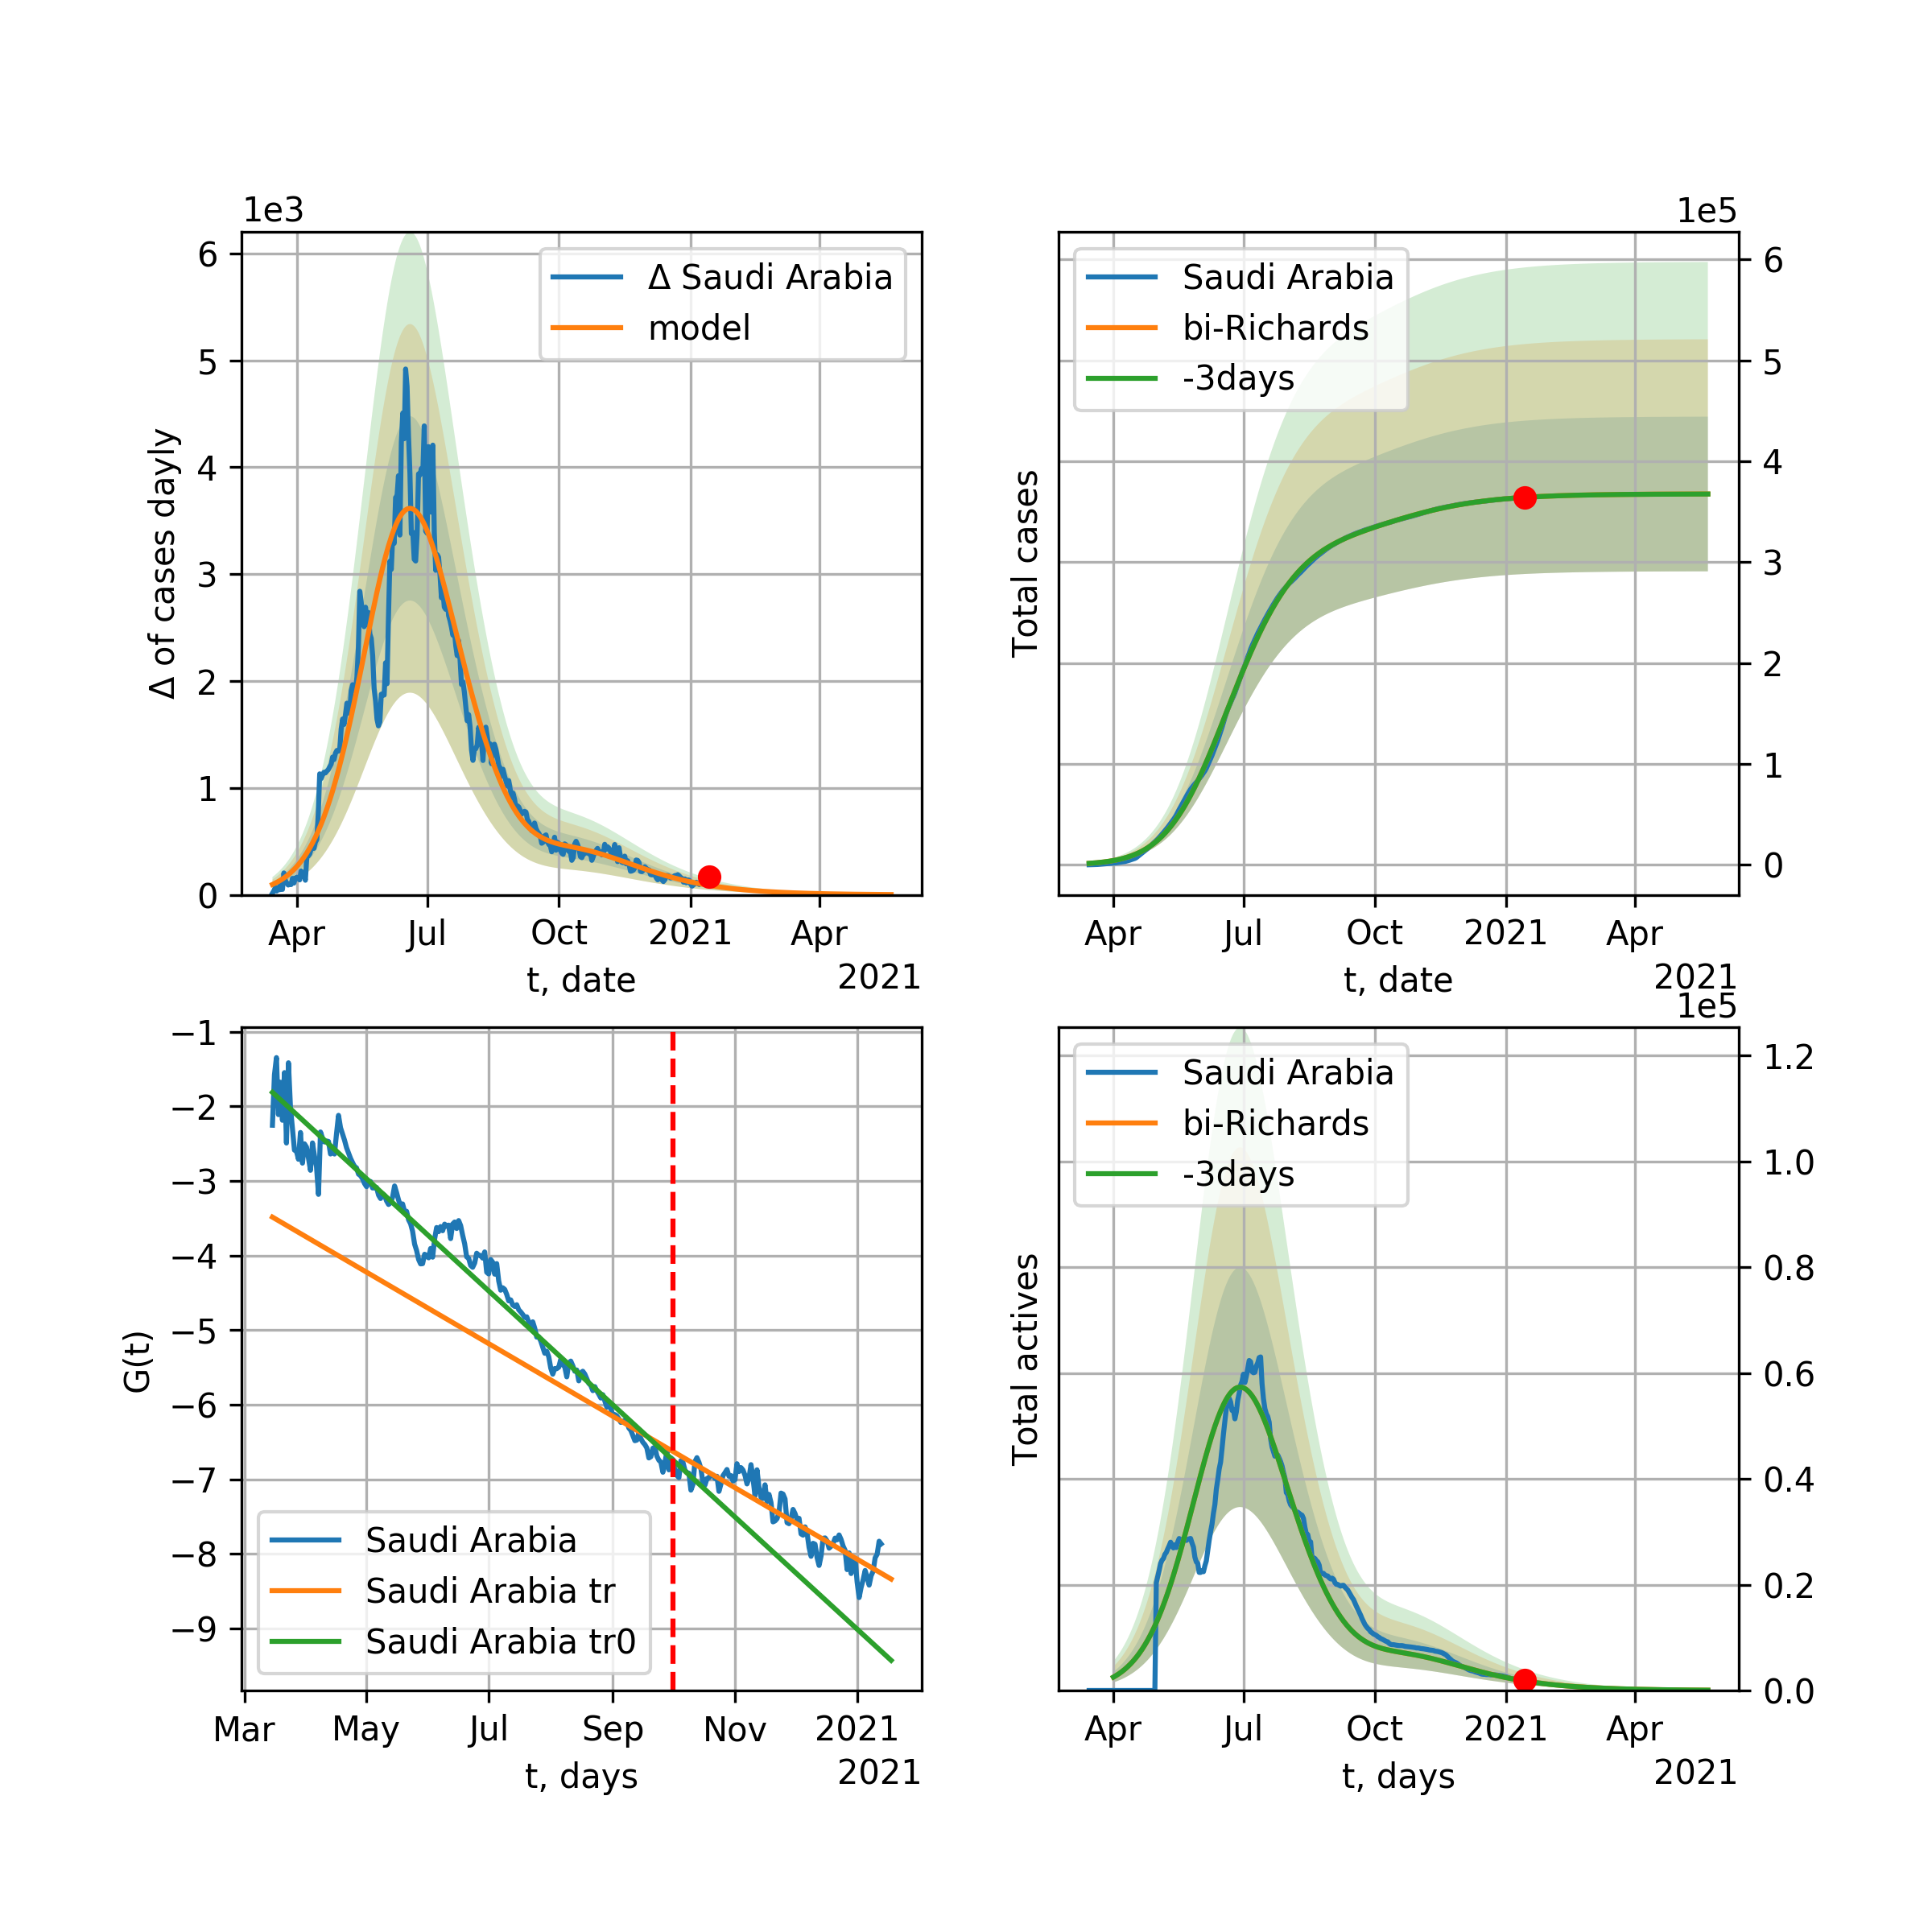 1e3
6
5
4
3
2
1
0
Δ of cases dayly
Δ Saudi Arabia
model
Apr Jul Oct 2021 Apr
t, date
2021
1e5
Saudi Arabia
bi-Richards
-3days
Total cases
6
5
4
3
2
1
0
Apr Jul Oct 2021 Apr
t, date
2021
−1
−2
−3
−4
−5
−6
−7
−8
−9
G(t)
Saudi Arabia
Saudi Arabia tr
Saudi Arabia tr0
Mar May Jul Sep Nov 2021
t, days
2021
1e5
Saudi Arabia
bi-Richards
-3days
Total actives
1.2
1.0
0.8
0.6
0.4
0.2
0.0
Apr Jul Oct 2021 Apr
t, days
2021